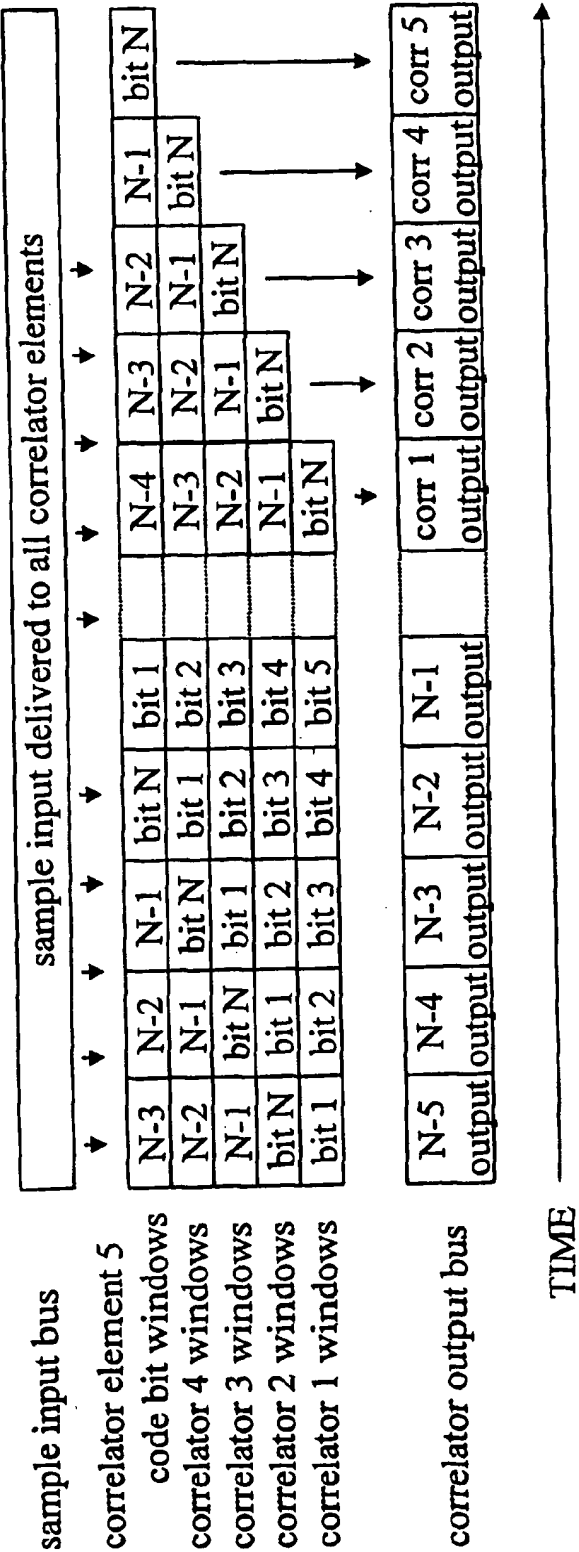 sample input bus
sample input delivered to all correlator elements
correlator element 5
code bit windows
N-3 N-2 N-1 bit N bit 1 N-4 N-3 N-2 N-1 bit N
correlator 4 windows
N-2 N-1 bit N bit 1 bit 2 N-3 N-2 N-1 bit N
correlator 3 windows
N-1 bit N bit 1 bit 2 bit 3 N-2 N-1 bit N
correlator 2 windows
bit N bit 1 bit 2 bit 3 bit 4 N-1 bit N
correlator 1 windows
bit 1 bit 2 bit 3 bit 4 bit 5 bit N
correlator output bus
N-5 N-4 N-3 N-2 N-1 corr 1 corr 2 corr 3 corr 4 corr 5
output output output output output output output output output output
TIME